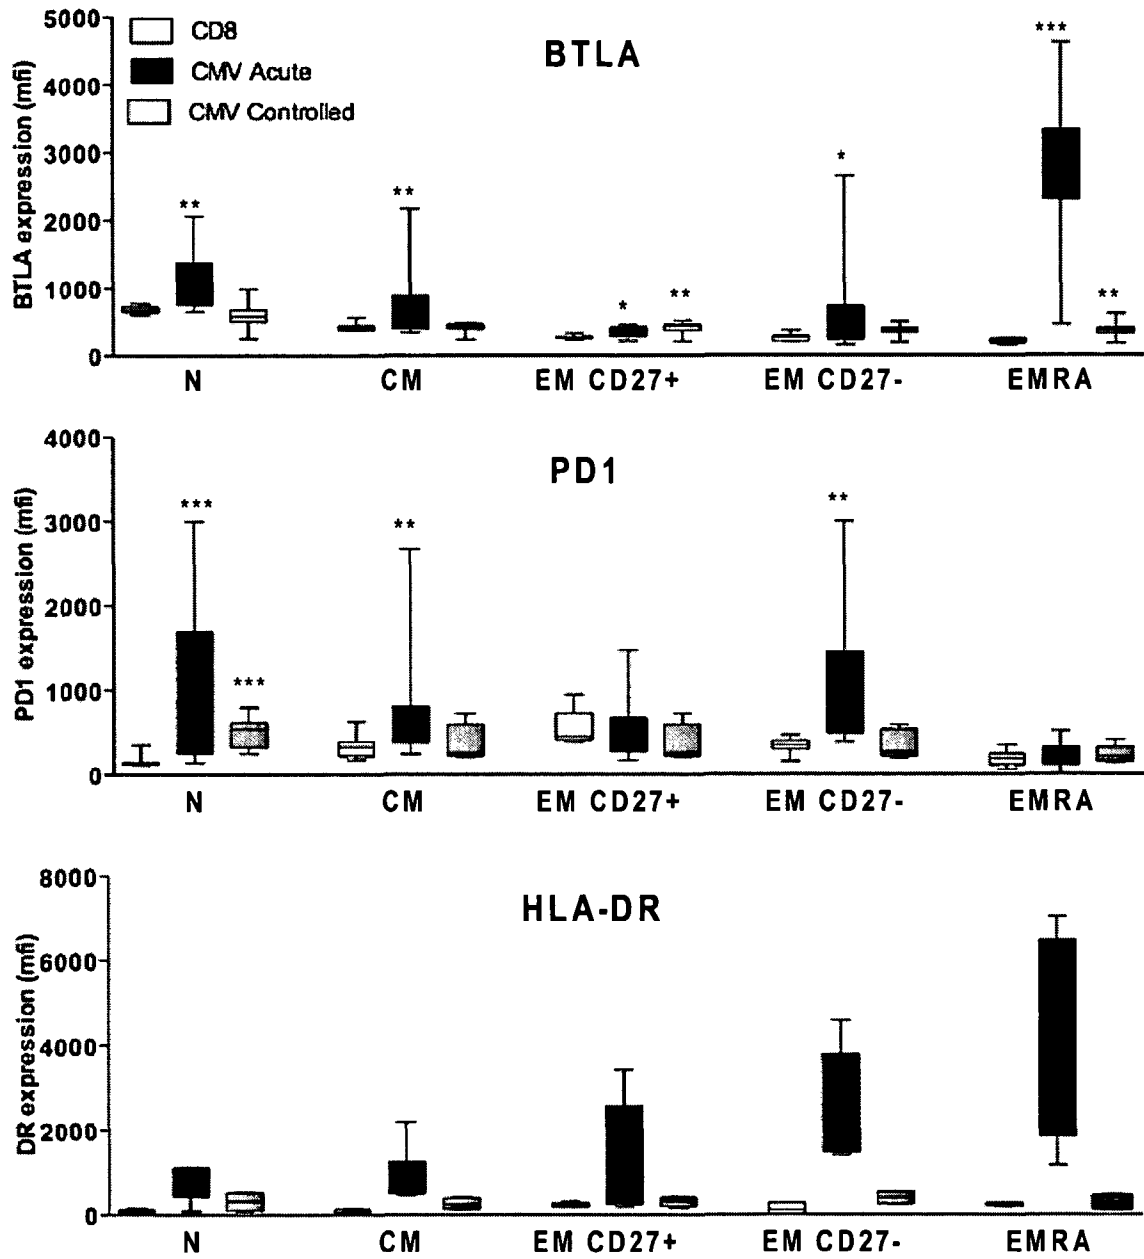 BTLA
CD8
CMV Acute
CMV Controlled
BTLA expression (mfi)
5000
4000
3000
2000
1000
0
**
**
*
**
*
***
**
N CM EM CD27+ EM CD27- EMRA
PD1
PD1 expression (mfi)
4000
3000
2000
1000
0
***
***
**
**
N CM EM CD27+ EM CD27- EMRA
HLA-DR
DR expression (mfi)
8000
6000
4000
2000
0
N CM EM CD27+ EM CD27- EMRA